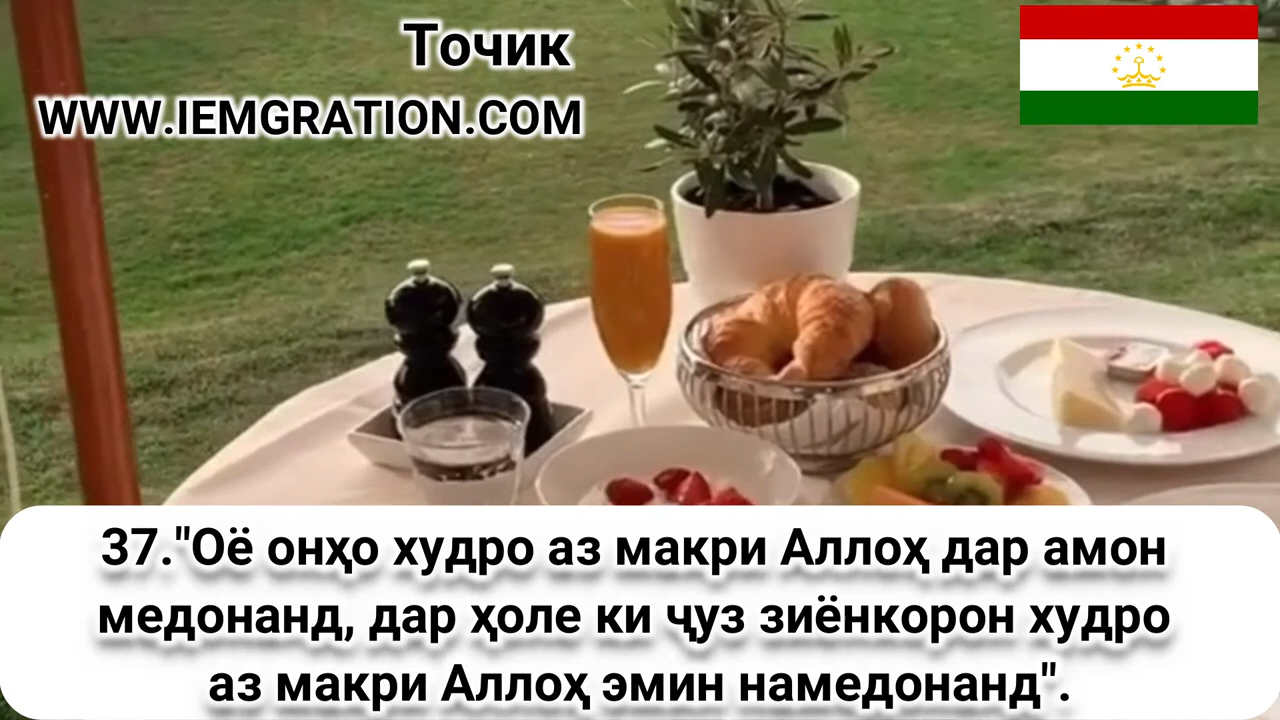 Точик
WWW.IEMGRATION.COM
37."Оё онҳо худро аз макри Аллоҳ дар амон
медонанд, дар ҳоле ки ҷуз зиёнкорон худро
аз макри Аллоҳ эмин намедонанд".